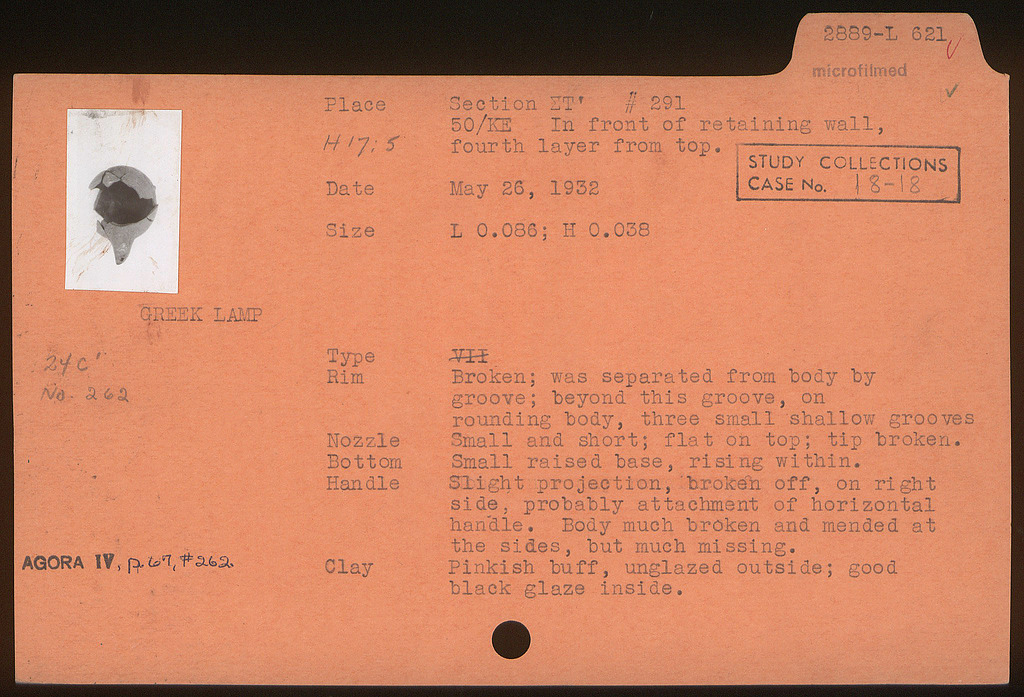 2889-L 621
microfilmed
Place Section ΣT' # 291
50/KE In front of retaining wall,
H 17:5 fourth layer from top.
STUDY COLLECTIONS
CASE No. 18-18
Date May 26, 1932
Size L 0.086; H 0.038
GREEK LAMP
24 C'
No. 262
Type VII
Rim Broken; was separated from body by
groove; beyond this groove, on
rounding body, three small shallow grooves
Nozzle Small and short; flat on top; tip broken.
Bottom Small raised base, rising within.
Handle Slight projection, broken off, on right
side, probably attachment of horizontal
handle. Body much broken and mended at
the sides, but much missing.
AGORA IV, p. 67, #262
Clay Pinkish buff, unglazed outside; good
black glaze inside.